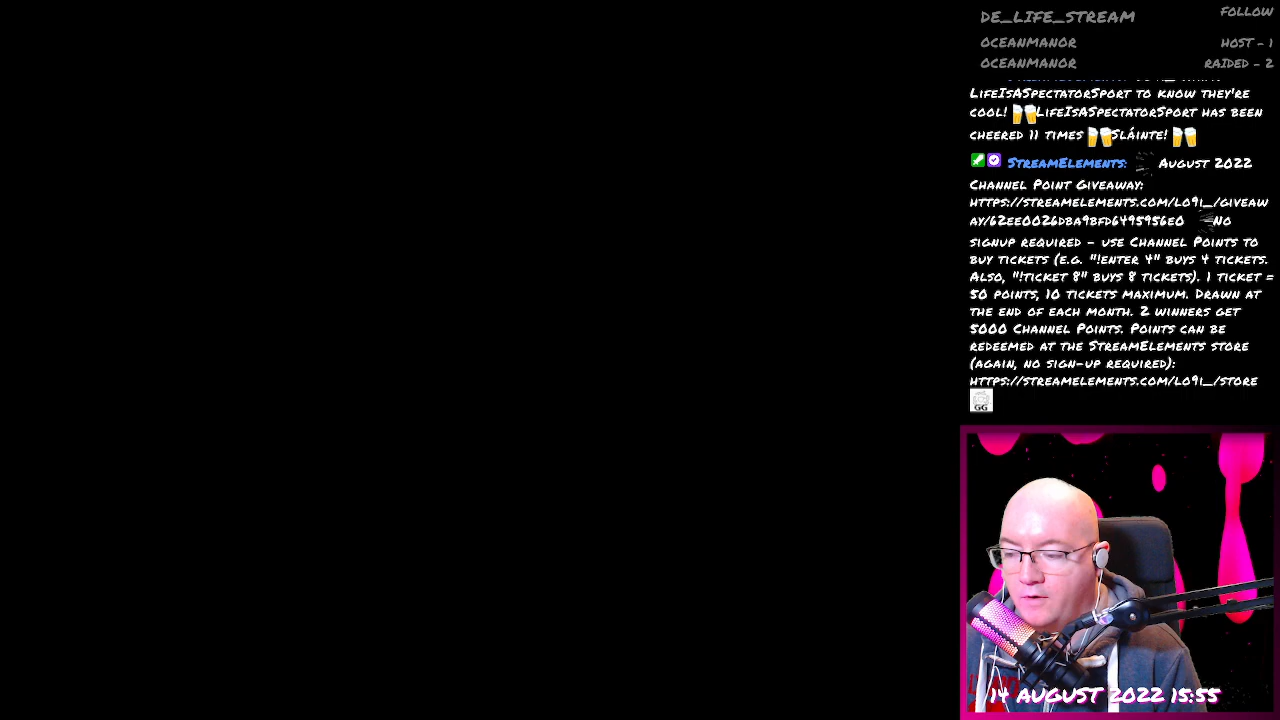 DE_LIFE_STREAM FOLLOW
OCEANMANOR HOST - 1
OCEANMANOR RAIDED - 2
LifeIsASpectatorSport to know they're
cool! LifeIsASpectatorSport has been
cheered 11 times Sláinte!
StreamElements: August 2022
Channel Point Giveaway:
https://streamelements.com/lo9i_/giveaw
ay/62ee0026dba9bfd6495956e0 No
signup required - use Channel Points to
buy tickets (e.g. "!enter 4" buys 4 tickets.
Also, "!ticket 8" buys 8 tickets). 1 ticket =
50 points, 10 tickets maximum. Drawn at
the end of each month. 2 winners get
5000 Channel Points. Points can be
redeemed at the StreamElements store
(again, no sign-up required):
https://streamelements.com/lo9i_/store
GG
14 AUGUST 2022 15:55